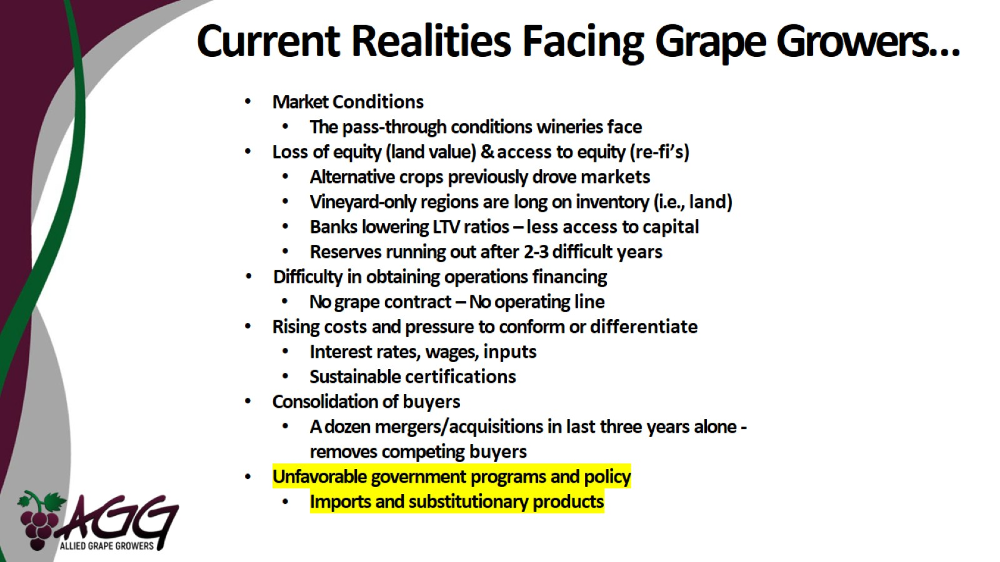 Current Realities Facing Grape Growers...
• Market Conditions
• The pass-through conditions wineries face
• Loss of equity (land value) & access to equity (re-fi’s)
• Alternative crops previously drove markets
• Vineyard-only regions are long on inventory (i.e., land)
• Banks lowering LTV ratios – less access to capital
• Reserves running out after 2-3 difficult years
• Difficulty in obtaining operations financing
• No grape contract – No operating line
• Rising costs and pressure to conform or differentiate
• Interest rates, wages, inputs
• Sustainable certifications
• Consolidation of buyers
• A dozen mergers/acquisitions in last three years alone -
removes competing buyers
• Unfavorable government programs and policy
• Imports and substitutionary products
AGG
ALLIED GRAPE GROWERS